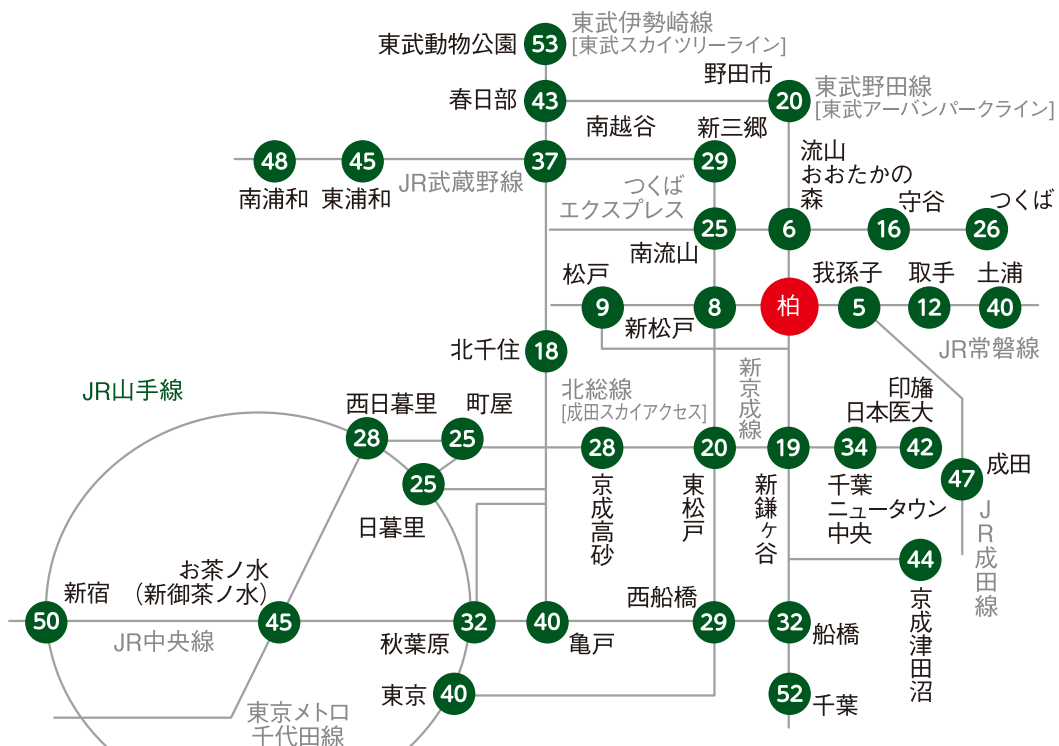 東武動物公園
53
東武伊勢崎線
[東武スカイツリーライン]
春日部
43
野田市
20
東武野田線
[東武アーバンパークライン]
48
南浦和
45
東浦和
JR武蔵野線
37
南越谷
新三郷
29
流山
おおたかの
森
6
つくば
エクスプレス
25
南流山
守谷
16
つくば
26
松戸
9
新松戸
8
柏
我孫子
5
取手
12
土浦
40
JR常磐線
北千住
18
JR山手線
西日暮里
28
町屋
25
日暮里
25
北総線
[成田スカイアクセス]
新京成線
28
京成高砂
20
東松戸
19
新鎌ヶ谷
34
千葉
ニュータウン
中央
印旛
日本医大
42
47
成田
JR成田線
44
京成津田沼
新宿
50
お茶ノ水
（新御茶ノ水）
45
JR中央線
秋葉原
32
40
亀戸
西船橋
29
32
船橋
東京
40
52
千葉
東京メトロ
千代田線